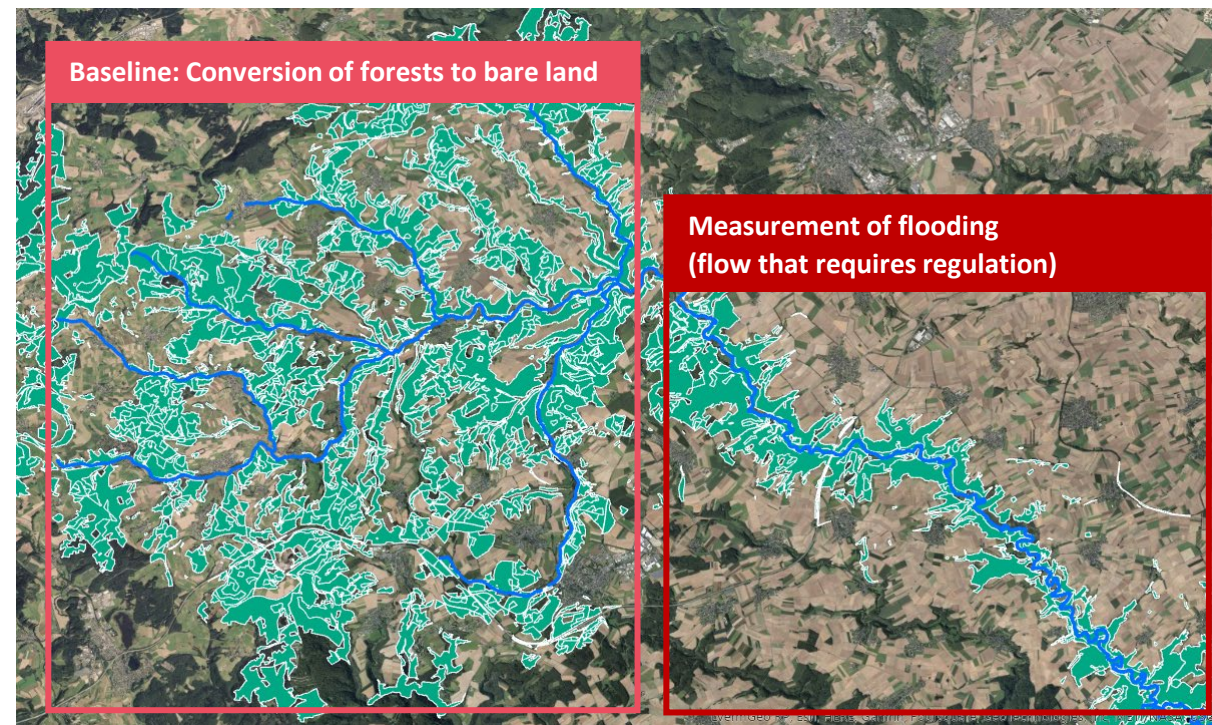 Baseline: Conversion of forests to bare land
Measurement of flooding
(flow that requires regulation)